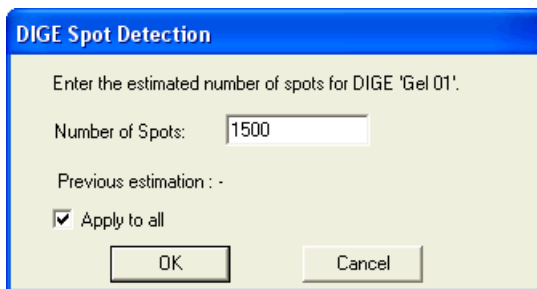 DIGE Spot Detection
Enter the estimated number of spots for DIGE 'Gel 01'.
Number of Spots: 1500
Previous estimation : -
Apply to all
OK Cancel